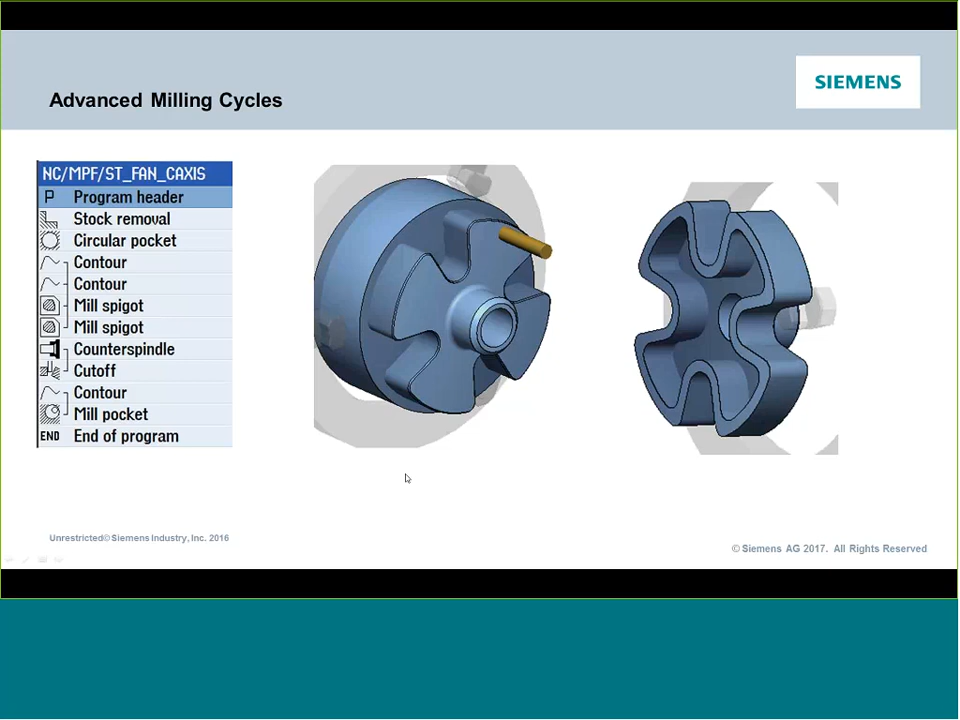 SIEMENS
Advanced Milling Cycles
NC/MPF/ST_FAN_CAXIS
P Program header
Stock removal
Circular pocket
Contour
Contour
Mill spigot
Mill spigot
Counterspindle
Cutoff
Contour
Mill pocket
END End of program
Unrestricted© Siemens Industry, Inc. 2016
© Siemens AG 2017. All Rights Reserved